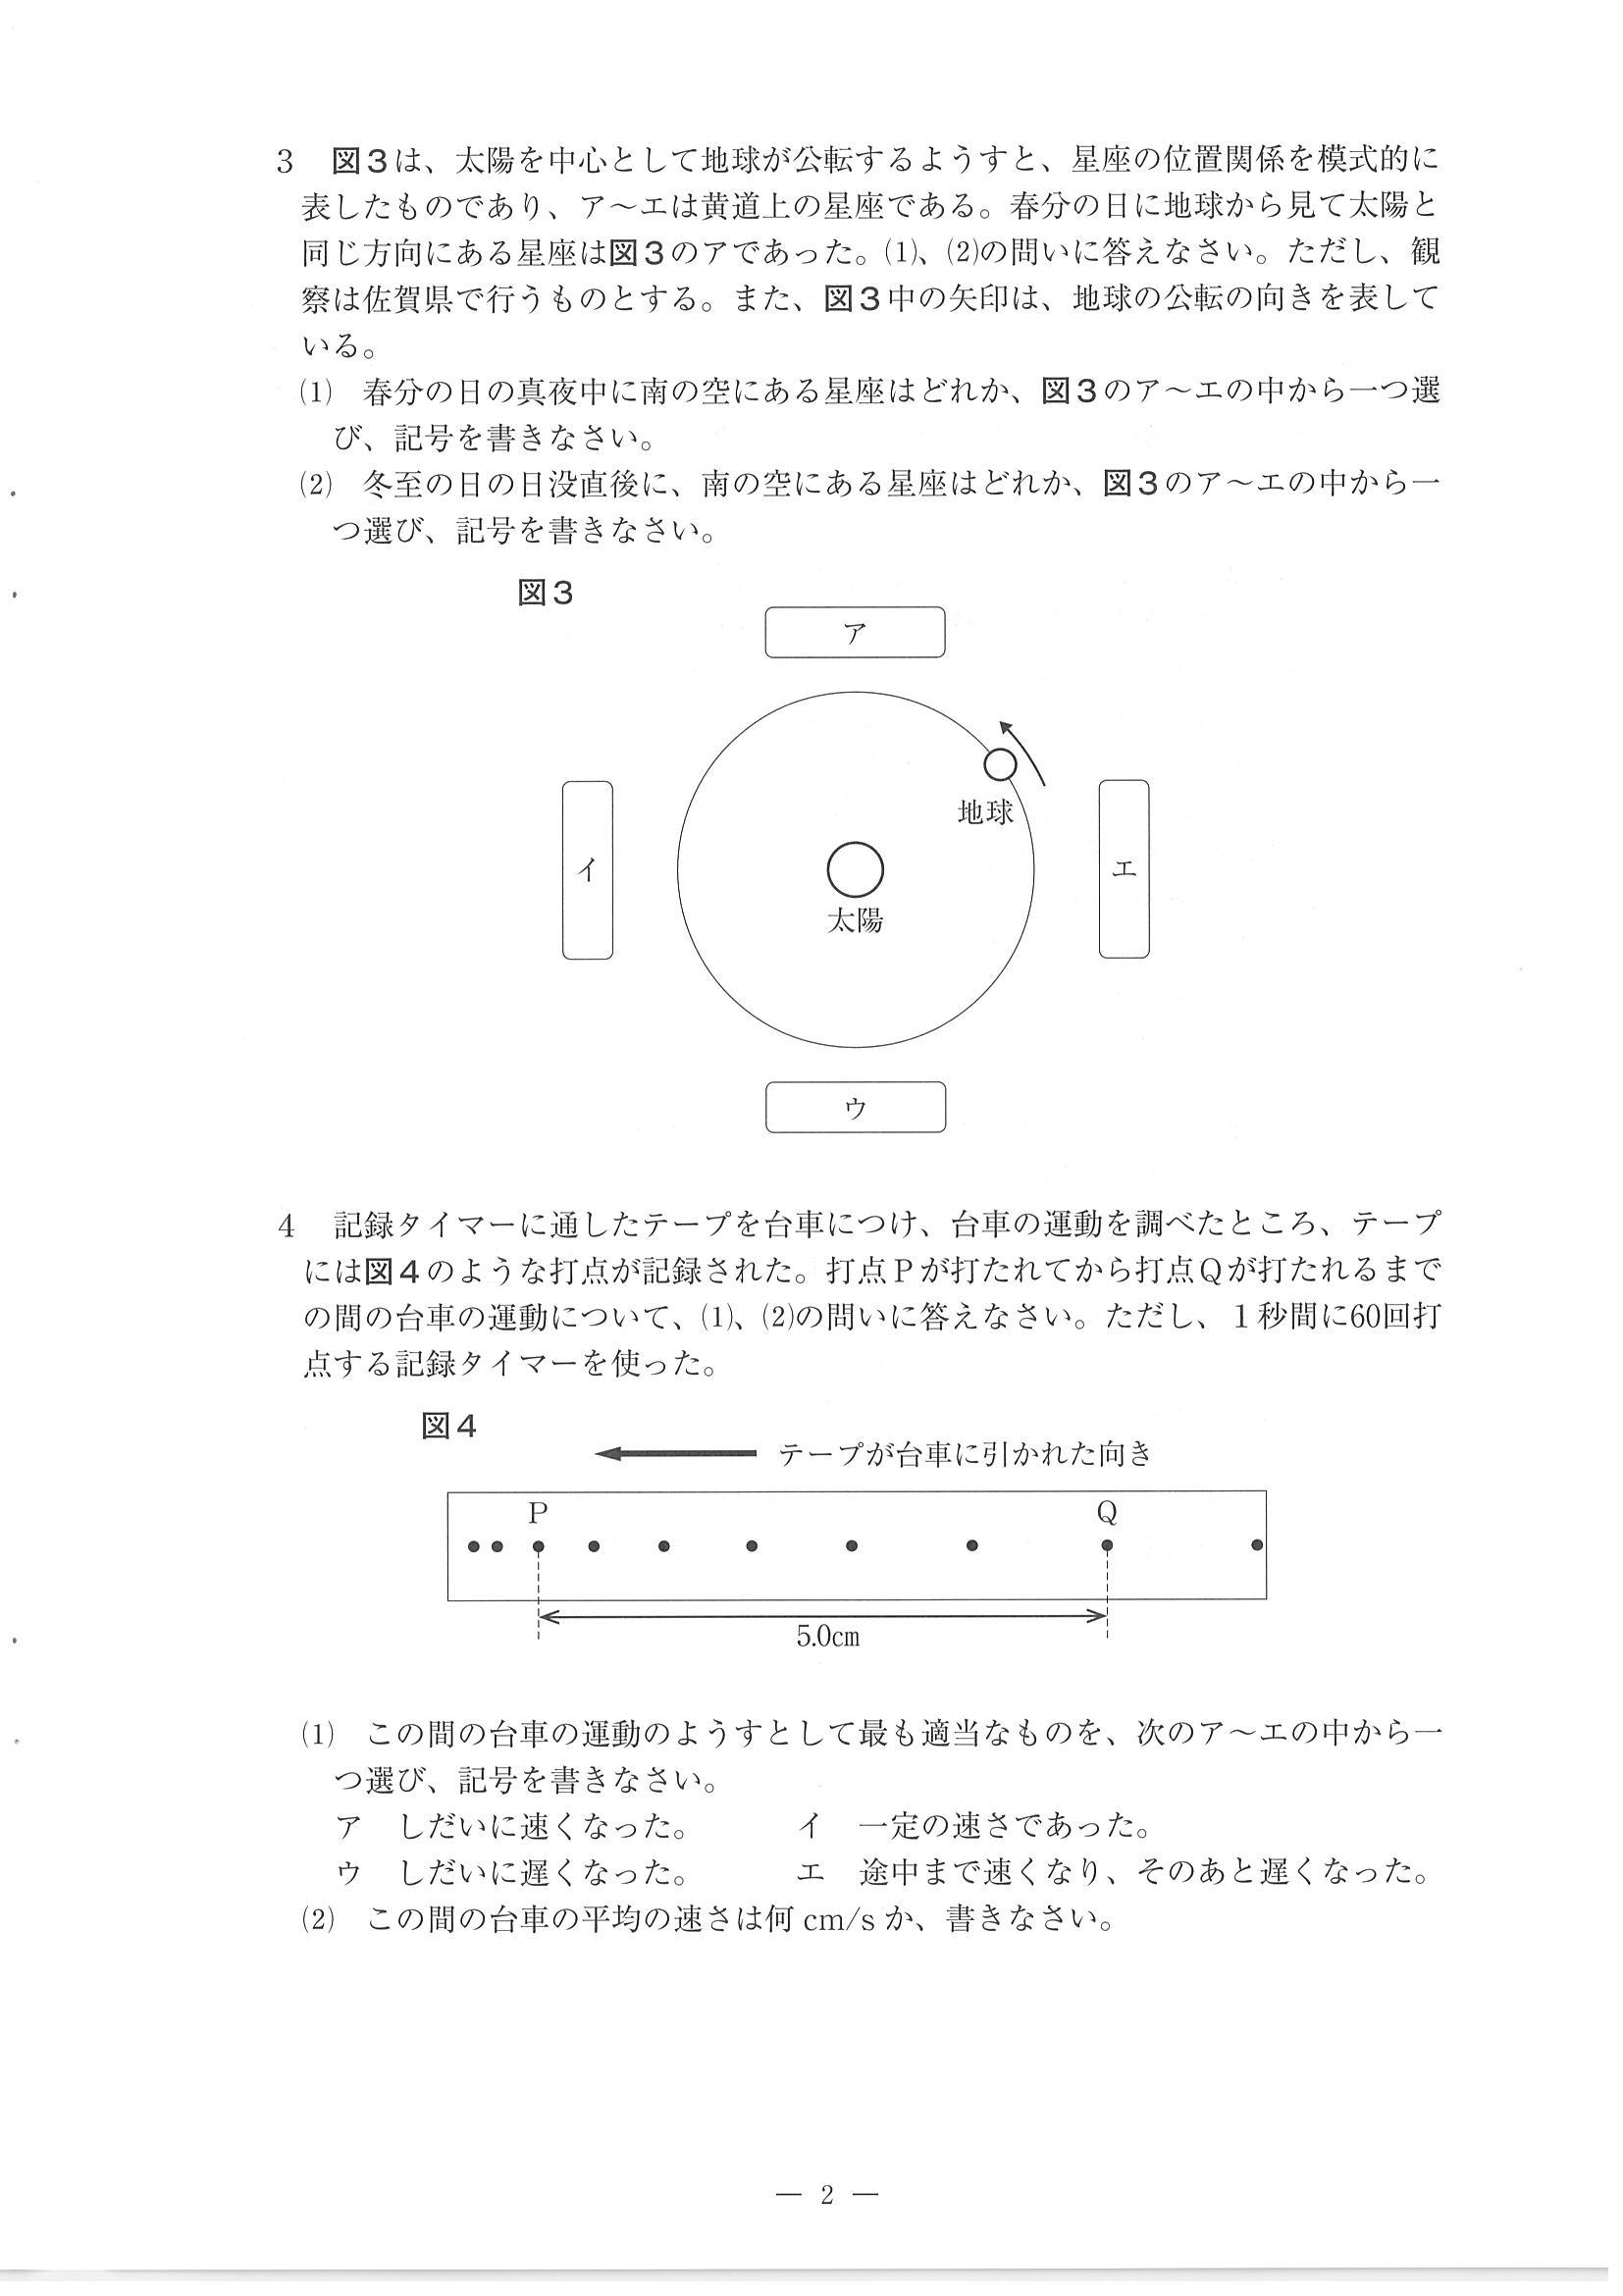 3　図3は、太陽を中心として地球が公転するようすと、星座の位置関係を模式的に
表したものであり、ア～エは黄道上の星座である。春分の日に地球から見て太陽と
同じ方向にある星座は図3のアであった。⑴、⑵の問いに答えなさい。ただし、観
察は佐賀県で行うものとする。また、図3中の矢印は、地球の公転の向きを表して
いる。
⑴　春分の日の真夜中に南の空にある星座はどれか、図3のア～エの中から一つ選
び、記号を書きなさい。
⑵　冬至の日の日没直後に、南の空にある星座はどれか、図3のア～エの中から一
つ選び、記号を書きなさい。
図3
ア
地球
イ
エ
太陽
ウ
4　記録タイマーに通したテープを台車につけ、台車の運動を調べたところ、テープ
には図4のような打点が記録された。打点Ｐが打たれてから打点Ｑが打たれるまで
の間の台車の運動について、⑴、⑵の問いに答えなさい。ただし、１秒間に60回打
点する記録タイマーを使った。
図4
テープが台車に引かれた向き
Ｐ　Ｑ
5.0cm
⑴　この間の台車の運動のようすとして最も適当なものを、次のア～エの中から一
つ選び、記号を書きなさい。
ア　しだいに速くなった。　イ　一定の速さであった。
ウ　しだいに遅くなった。　エ　途中まで速くなり、そのあと遅くなった。
⑵　この間の台車の平均の速さは何 cm/s か、書きなさい。
— 2 —